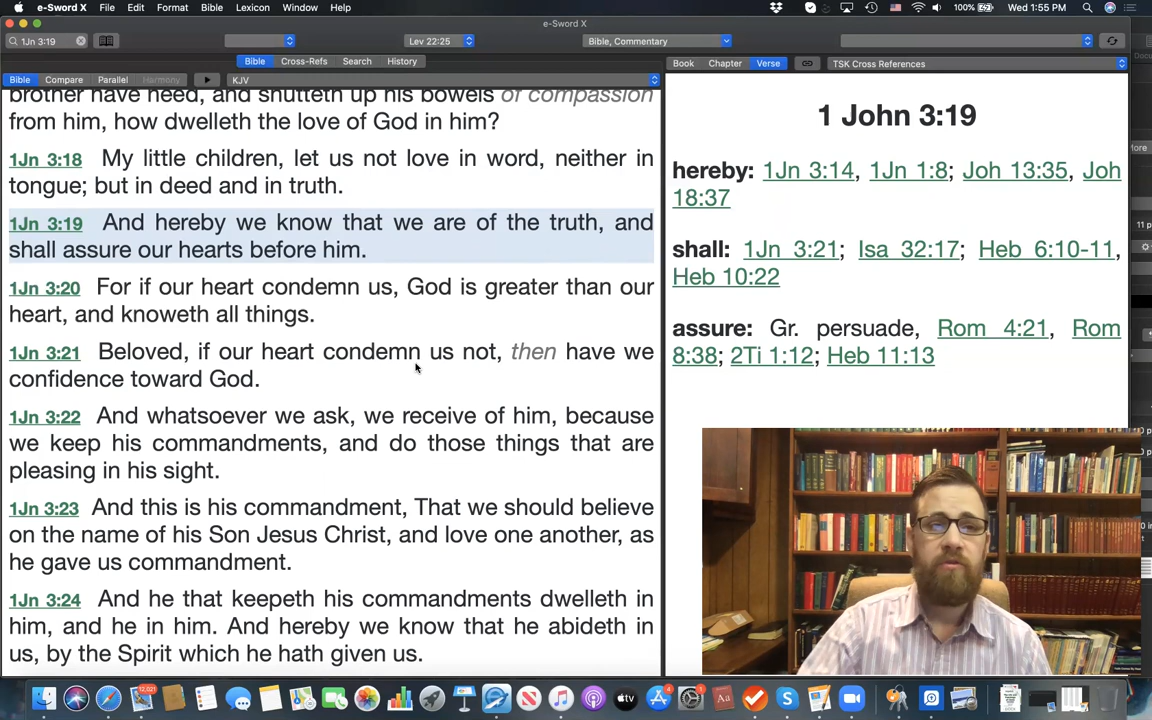 e-Sword X File Edit Format Bible Lexicon Window Help 100% Wed 1:55 PM
e-Sword X
1Jn 3:19 Lev 22:25 Bible, Commentary
Bible Cross-Refs Search History
Book Chapter Verse TSK Cross References
Bible Compare Parallel Harmony KJV
brother have need, and shutteth up his bowels of compassion
from him, how dwelleth the love of God in him?
1Jn 3:18 My little children, let us not love in word, neither in
tongue; but in deed and in truth.
1Jn 3:19 And hereby we know that we are of the truth, and
shall assure our hearts before him.
1Jn 3:20 For if our heart condemn us, God is greater than our
heart, and knoweth all things.
1Jn 3:21 Beloved, if our heart condemn us not, then have we
confidence toward God.
1Jn 3:22 And whatsoever we ask, we receive of him, because
we keep his commandments, and do those things that are
pleasing in his sight.
1Jn 3:23 And this is his commandment, That we should believe
on the name of his Son Jesus Christ, and love one another, as
he gave us commandment.
1Jn 3:24 And he that keepeth his commandments dwelleth in
him, and he in him. And hereby we know that he abideth in
us, by the Spirit which he hath given us.
1 John 3:19
hereby: 1Jn 3:14, 1Jn 1:8; Joh 13:35, Joh
18:37
shall: 1Jn 3:21; Isa 32:17; Heb 6:10-11,
Heb 10:22
assure: Gr. persuade, Rom 4:21, Rom
8:38; 2Ti 1:12; Heb 11:13
More
11 p
12,021
tv
Aa